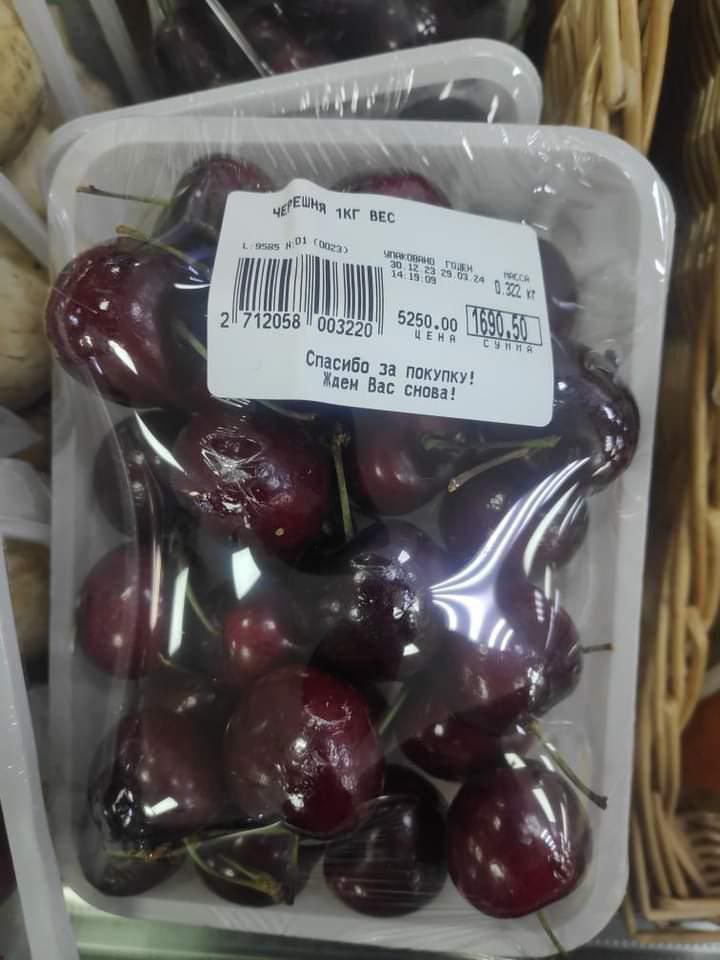 ЧЕРЕШНЯ 1КГ ВЕС
L:9585 N:01 (0023)
УПАКОВАНО ГОДЕН МАССА
30.12.23 29.03.24 0.322 кг
14:19:09
2 712058 003220
5250.00 1690.50
ЦЕНА СУММА
Спасибо за покупку!
Ждем Вас снова!